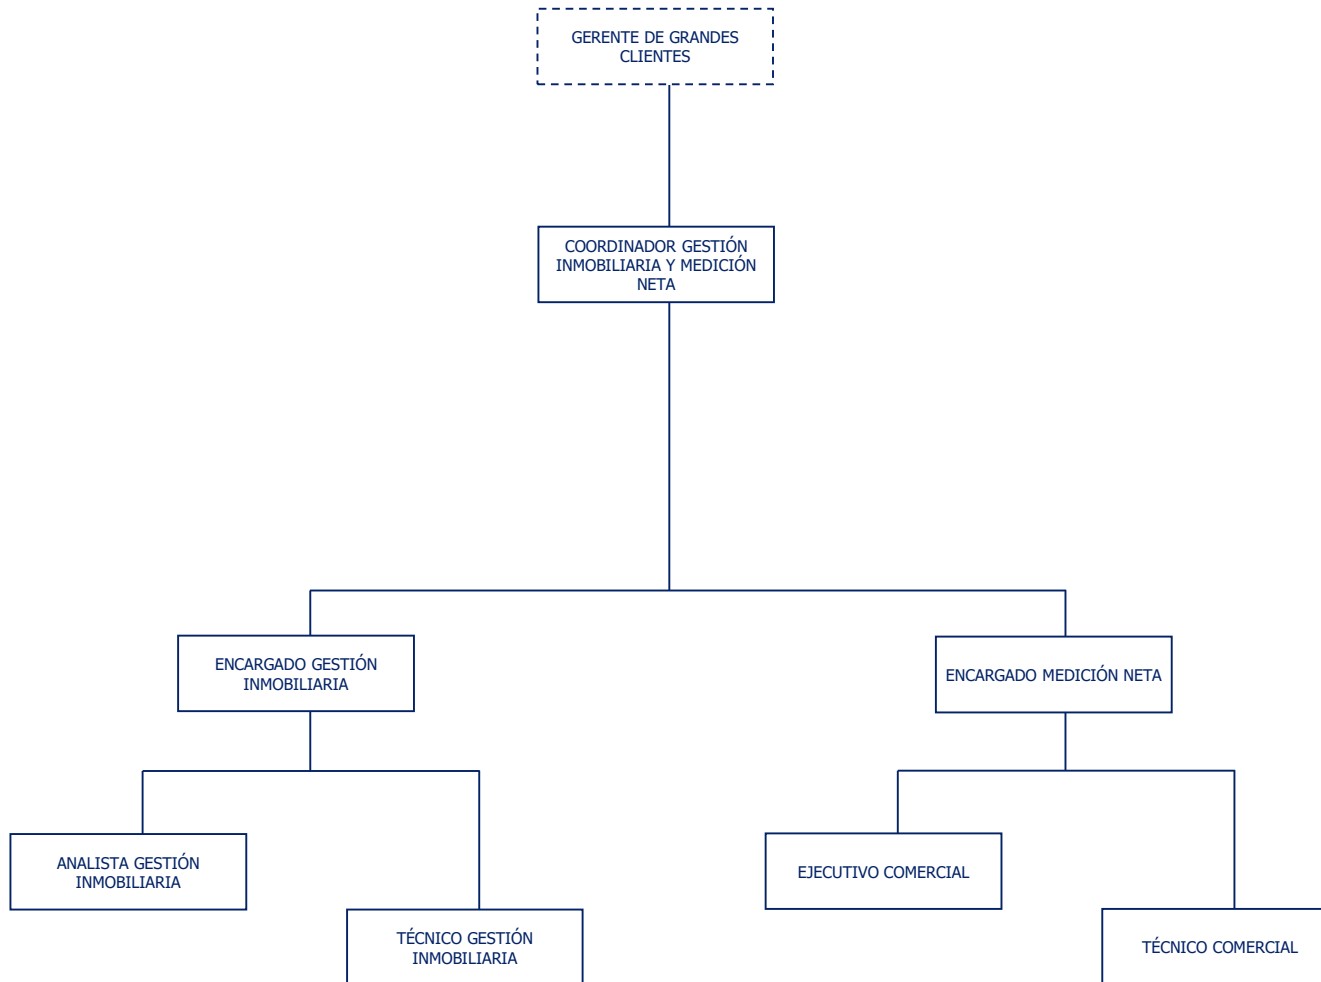 GERENTE DE GRANDES
CLIENTES
COORDINADOR GESTIÓN
INMOBILIARIA Y MEDICIÓN
NETA
ENCARGADO GESTIÓN
INMOBILIARIA
ENCARGADO MEDICIÓN NETA
ANALISTA GESTIÓN
INMOBILIARIA
EJECUTIVO COMERCIAL
TÉCNICO GESTIÓN
INMOBILIARIA
TÉCNICO COMERCIAL